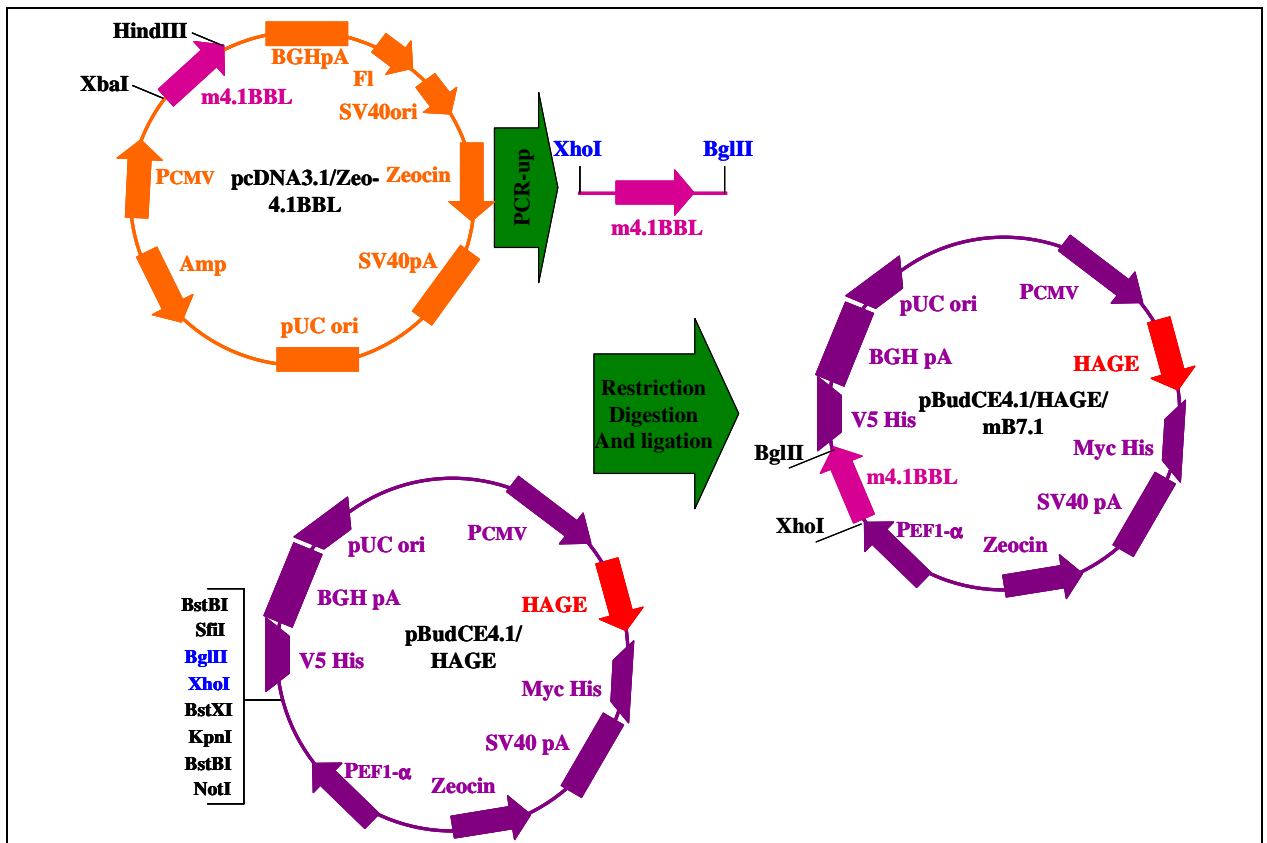 HindIII
XbaI
BGHpA
Fl
m4.1BBL
SV40ori
PCMV
pcDNA3.1/Zeo-
4.1BBL
Zeocin
Amp
SV40pA
pUC ori
PCR-up
XhoI
BglII
m4.1BBL
Restriction
Digestion
And ligation
PCMV
pUC ori
BGH pA
HAGE
pBudCE4.1/HAGE/
mB7.1
V5 His
Myc His
BglII
m4.1BBL
SV40 pA
XhoI
PEF1-α
Zeocin
PCMV
pUC ori
BGH pA
HAGE
pBudCE4.1/
HAGE
V5 His
Myc His
SV40 pA
PEF1-α
Zeocin
BstBI
SfiI
BglII
XhoI
BstXI
KpnI
BstBI
NotI